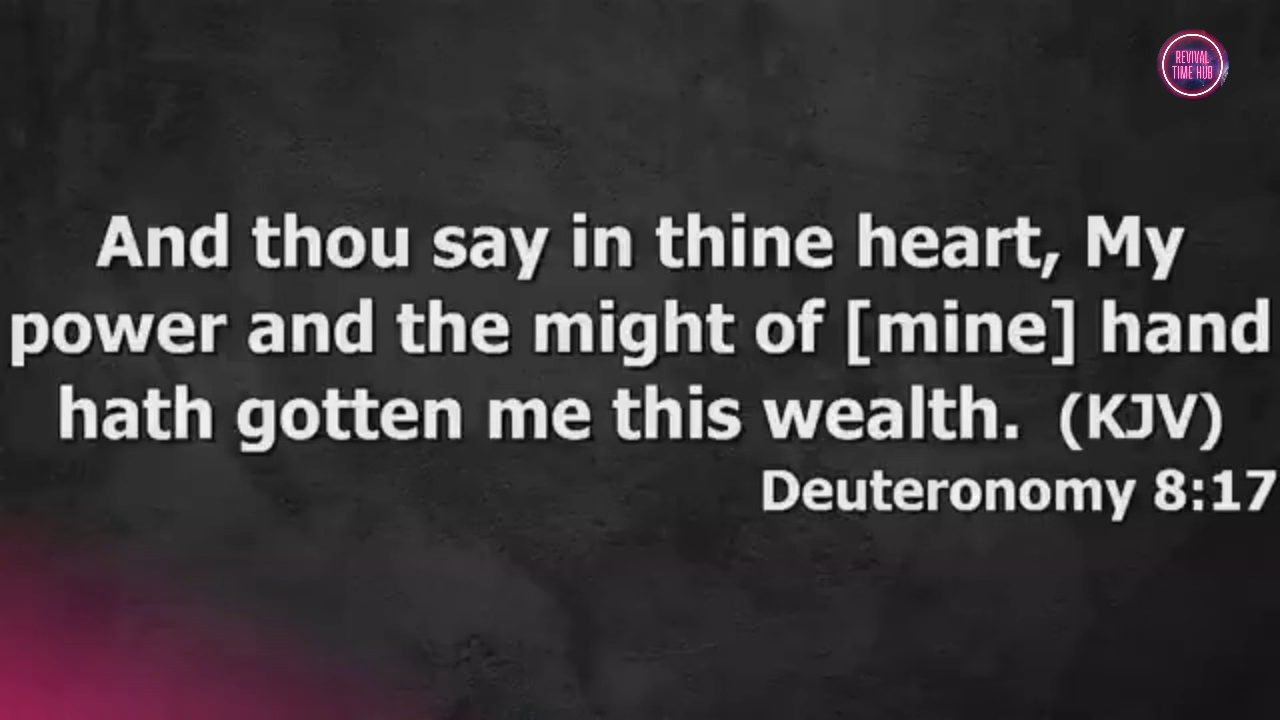 REVIVAL
TIME HUB
And thou say in thine heart, My
power and the might of [mine] hand
hath gotten me this wealth. (KJV)
Deuteronomy 8:17